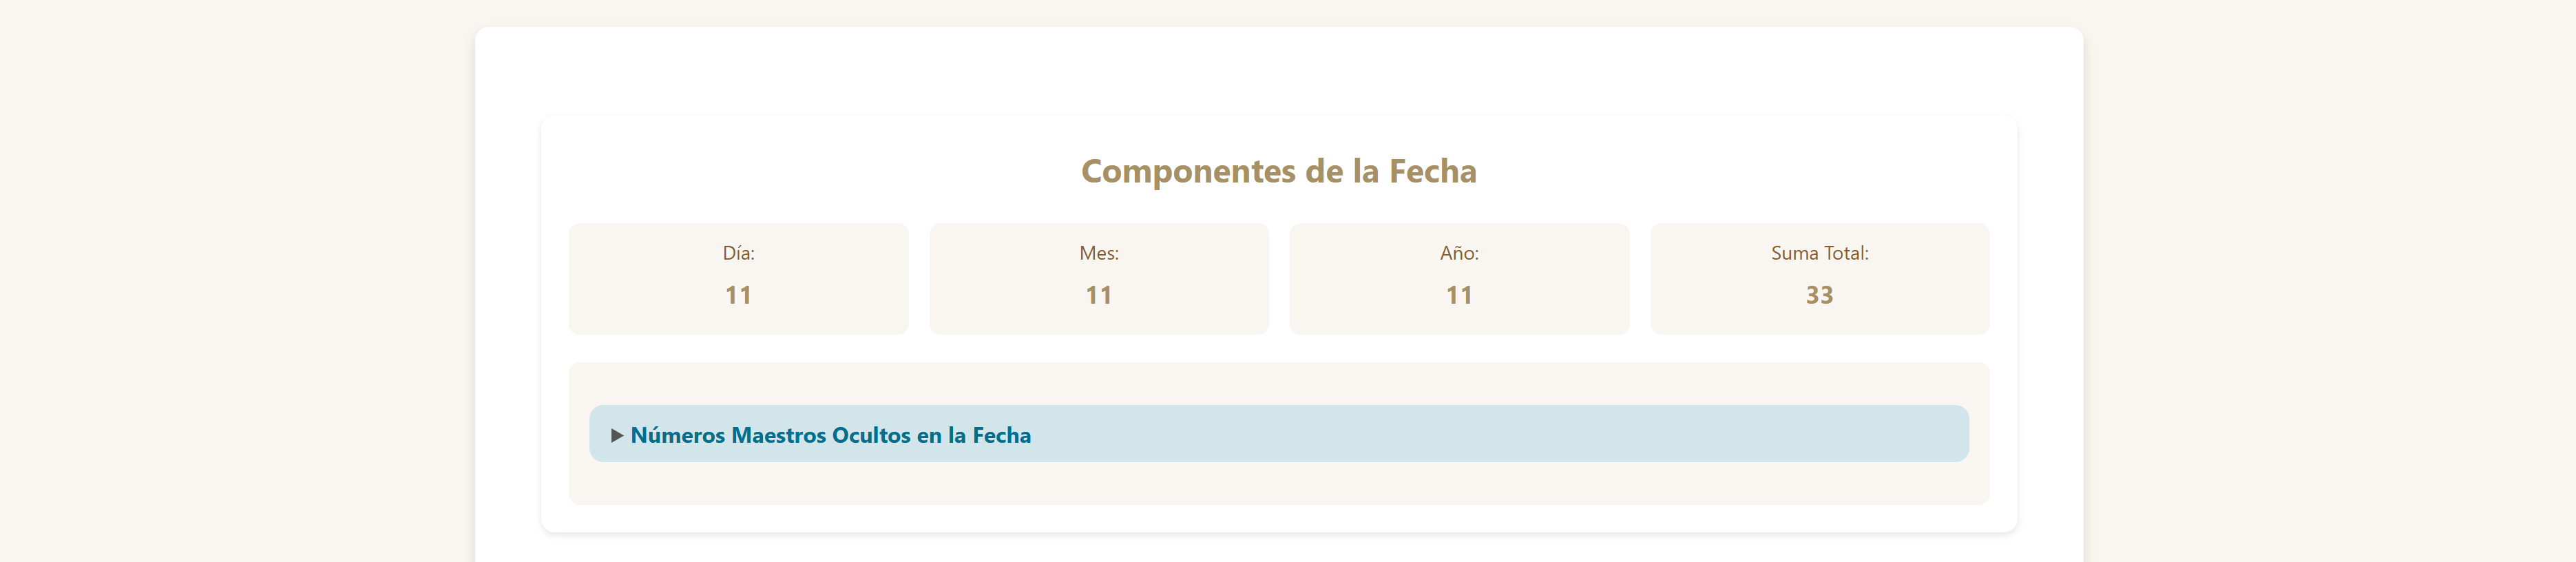 Componentes de la Fecha
Día:
11
Mes:
11
Año:
11
Suma Total:
33
Números Maestros Ocultos en la Fecha